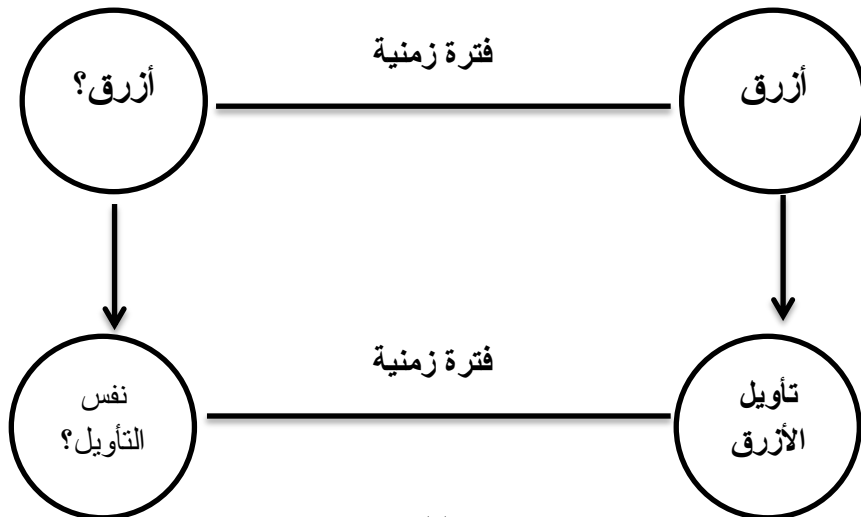 أزرق
فترة زمنية
أزرق؟
تأويل
الأزرق
فترة زمنية
نفس
التأويل؟